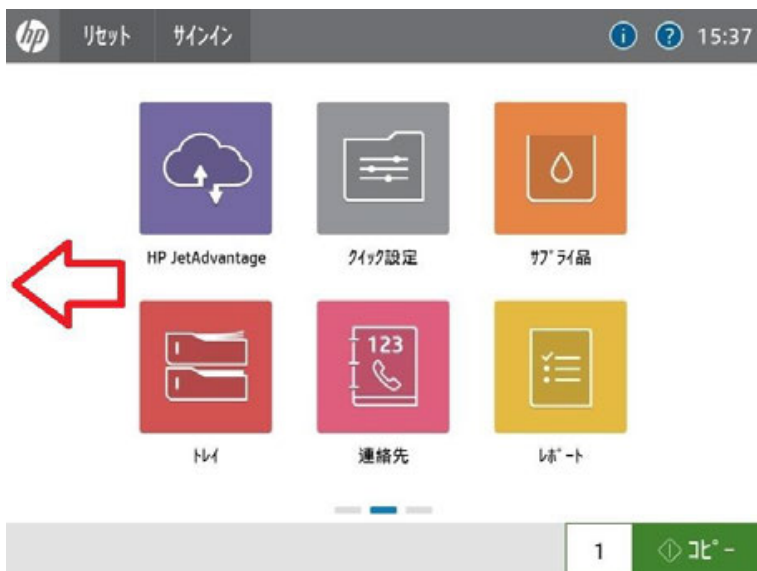 hp リセット サインイン i ? 15:37
HP JetAdvantage クイック設定 サプライ品
123
トレイ 連絡先 レポート
1 コピー